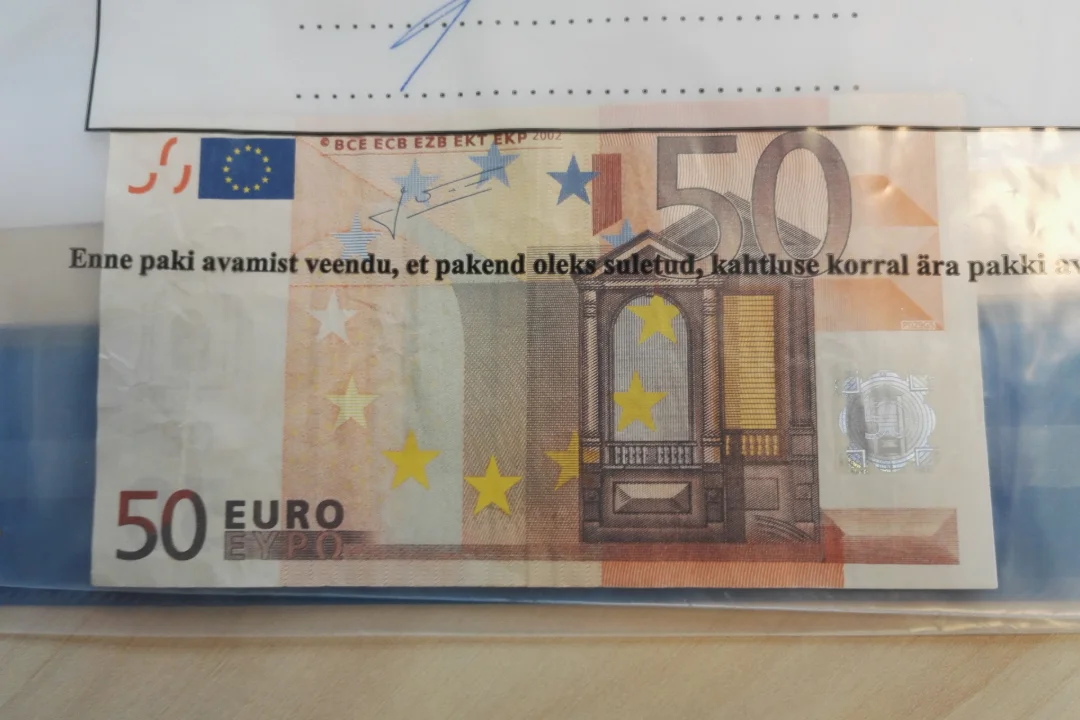 © BCE ECB EZB EKT EKP 2002
50
Enne paki avamist veendu, et pakend oleks suletud, kahtluse korral ära pakki av
50 EURO
ΕΥΡΩ